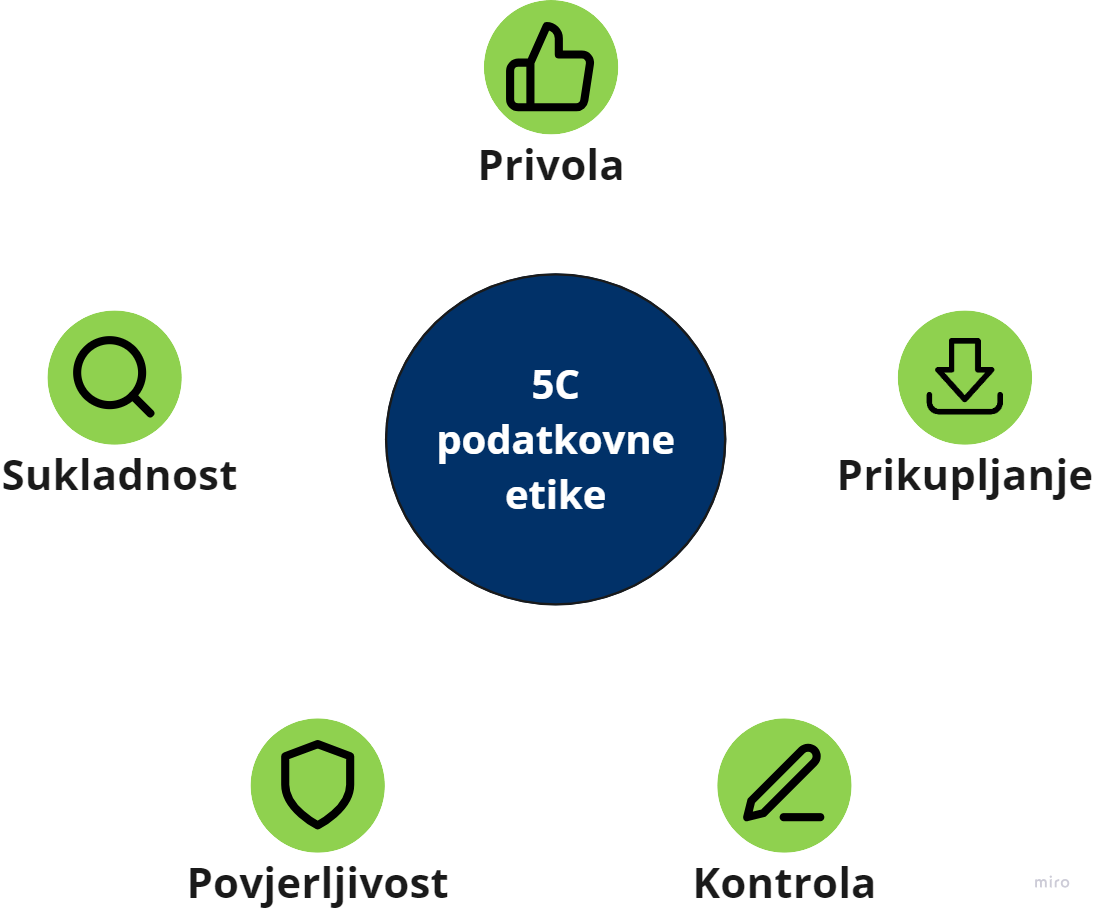 Privola
5C
podatkovne
etike
Sukladnost
Prikupljanje
Povjerljivost
Kontrola
miro